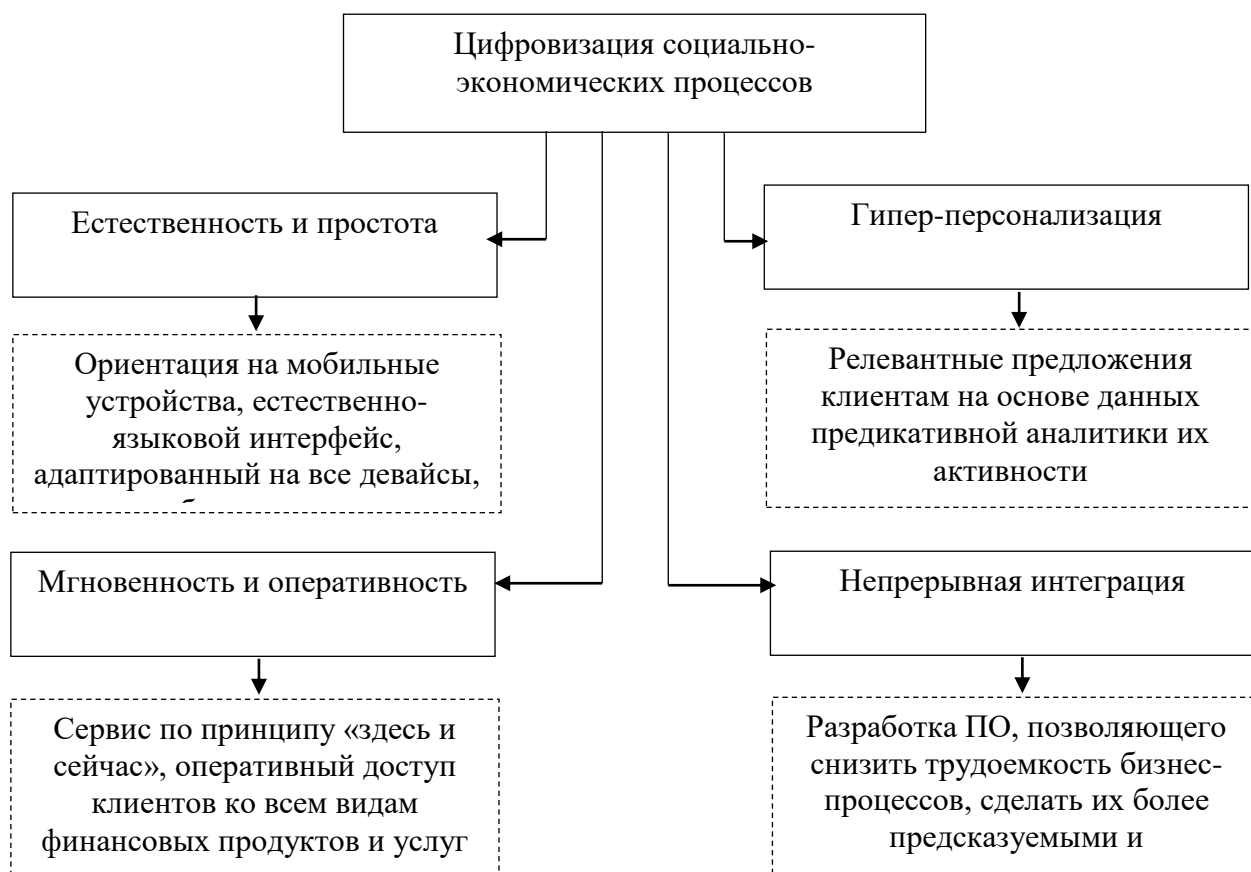 Цифровизация социально-
экономических процессов
Естественность и простота
Гипер-персонализация
Ориентация на мобильные
устройства, естественно-
языковой интерфейс,
адаптированный на все девайсы,
Релевантные предложения
клиентам на основе данных
предикативной аналитики их
активности
Мгновенность и оперативность
Непрерывная интеграция
Сервис по принципу «здесь и
сейчас», оперативный доступ
клиентов ко всем видам
финансовых продуктов и услуг
Разработка ПО, позволяющего
снизить трудоемкость бизнес-
процессов, сделать их более
предсказуемыми и